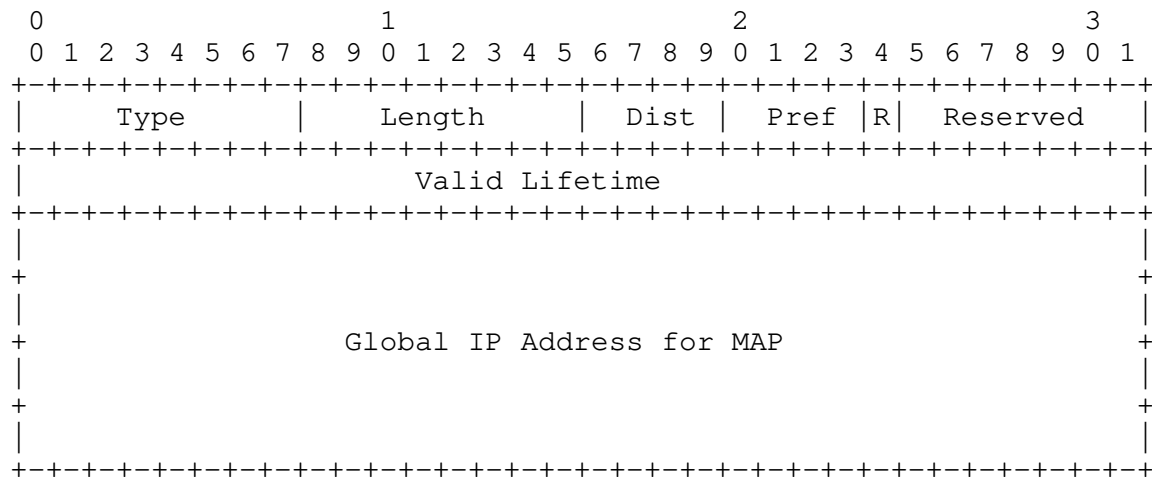 0                   1                   2                   3
 0 1 2 3 4 5 6 7 8 9 0 1 2 3 4 5 6 7 8 9 0 1 2 3 4 5 6 7 8 9 0 1
+-+-+-+-+-+-+-+-+-+-+-+-+-+-+-+-+-+-+-+-+-+-+-+-+-+-+-+-+-+-+-+-+
|     Type      |    Length     |  Dist |  Pref |R|  Reserved   |
+-+-+-+-+-+-+-+-+-+-+-+-+-+-+-+-+-+-+-+-+-+-+-+-+-+-+-+-+-+-+-+-+
|                      Valid Lifetime                           |
+-+-+-+-+-+-+-+-+-+-+-+-+-+-+-+-+-+-+-+-+-+-+-+-+-+-+-+-+-+-+-+-+
|                                                               |
+                                                               +
|                                                               |
+                  Global IP Address for MAP                    +
|                                                               |
+                                                               +
|                                                               |
+-+-+-+-+-+-+-+-+-+-+-+-+-+-+-+-+-+-+-+-+-+-+-+-+-+-+-+-+-+-+-+-+